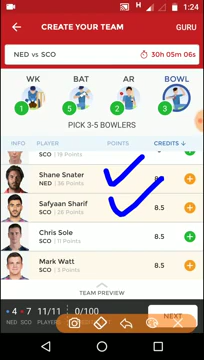 H 1:24
CREATE YOUR TEAM GURU
NED vs SCO 30h 05m 06s
WK BAT AR BOWL
1 5 2 3
PICK 3-5 BOWLERS
INFO PLAYER POINTS CREDITS ↓
SCO | 19 Points
Shane Snater
NED | 36 Points
Safyaan Sharif 8.5
SCO | 26 Points
Chris Sole 8.5
SCO | 11 Points
Mark Watt 8.5
SCO | 3 Points
TEAM PREVIEW
4 7 11/11 0/100 NEXT
NED SCO PLAYERS